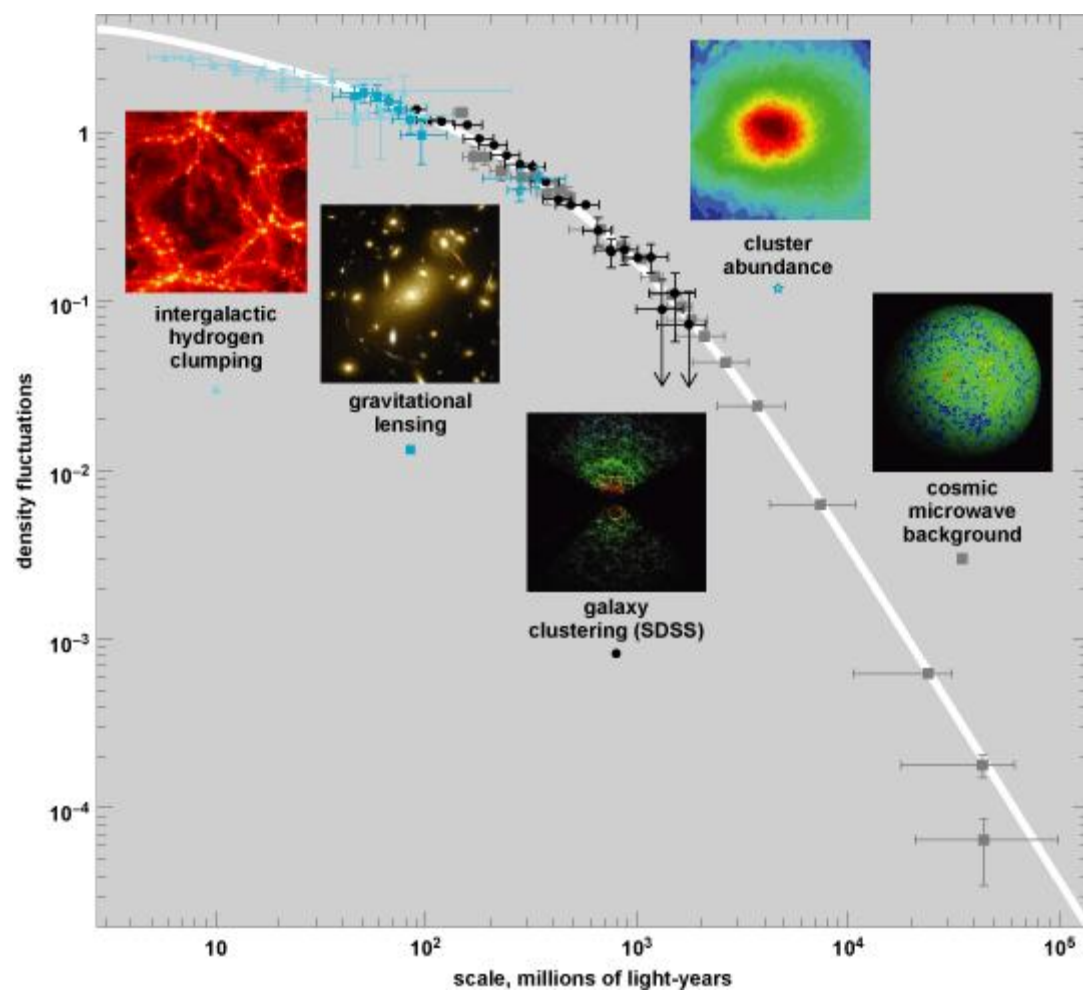 1
10⁻¹
10⁻²
10⁻³
10⁻⁴
density fluctuations
intergalactic
hydrogen
clumping
gravitational
lensing
galaxy
clustering (SDSS)
cluster
abundance
cosmic
microwave
background
10
10²
10³
10⁴
10⁵
scale, millions of light-years